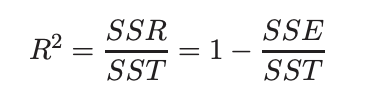 R² = SSR/SST = 1 − SSE/SST